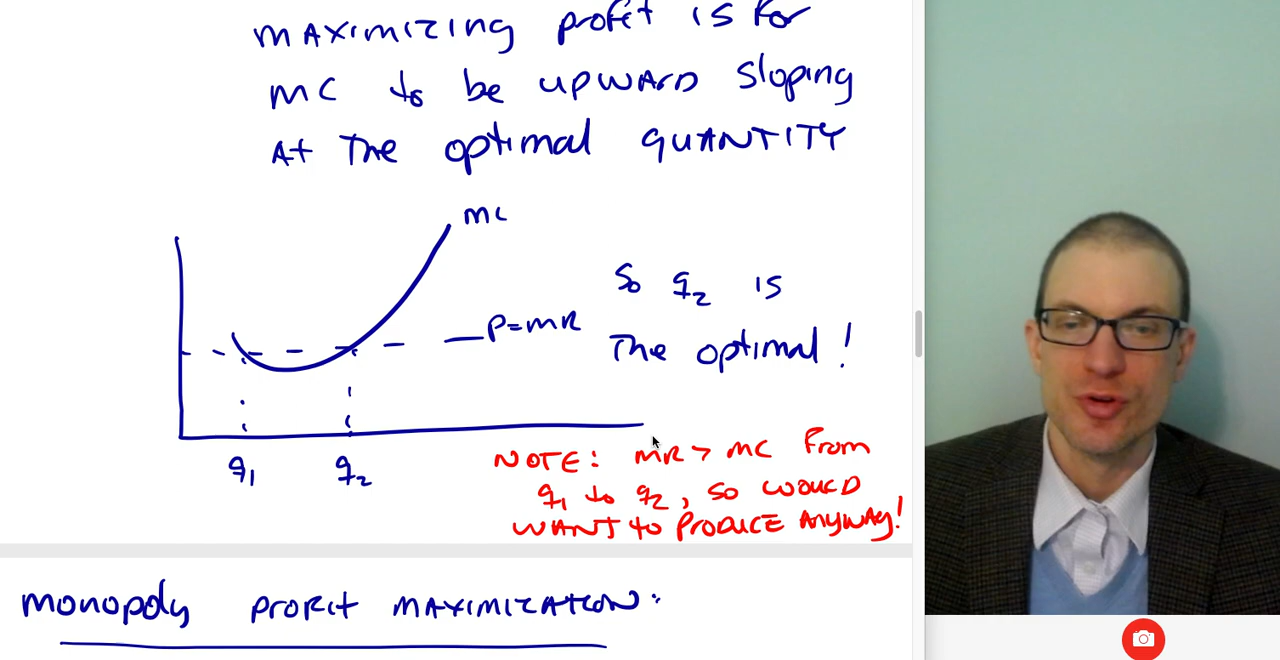 MAXIMIZING profit is for
MC to be UPWARD Sloping
At The optimal QUANTITY
MC
P=MR
So q2 is
The optimal!
q1 q2
NOTE: MR > MC From
q1 to q2, so WOULD
WANT to PRODUCE ANYWAY!
monopoly PROFit MAXIMIZATION: